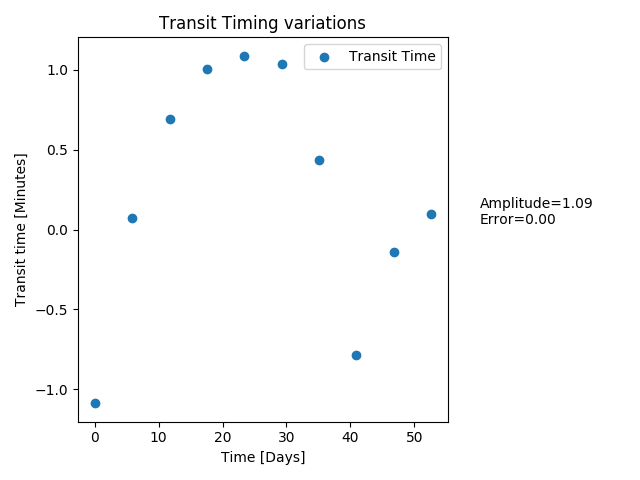 Transit Timing variations
Transit Time
Transit time [Minutes]
1.0
0.5
0.0
−0.5
−1.0
Amplitude=1.09
Error=0.00
0 10 20 30 40 50
Time [Days]